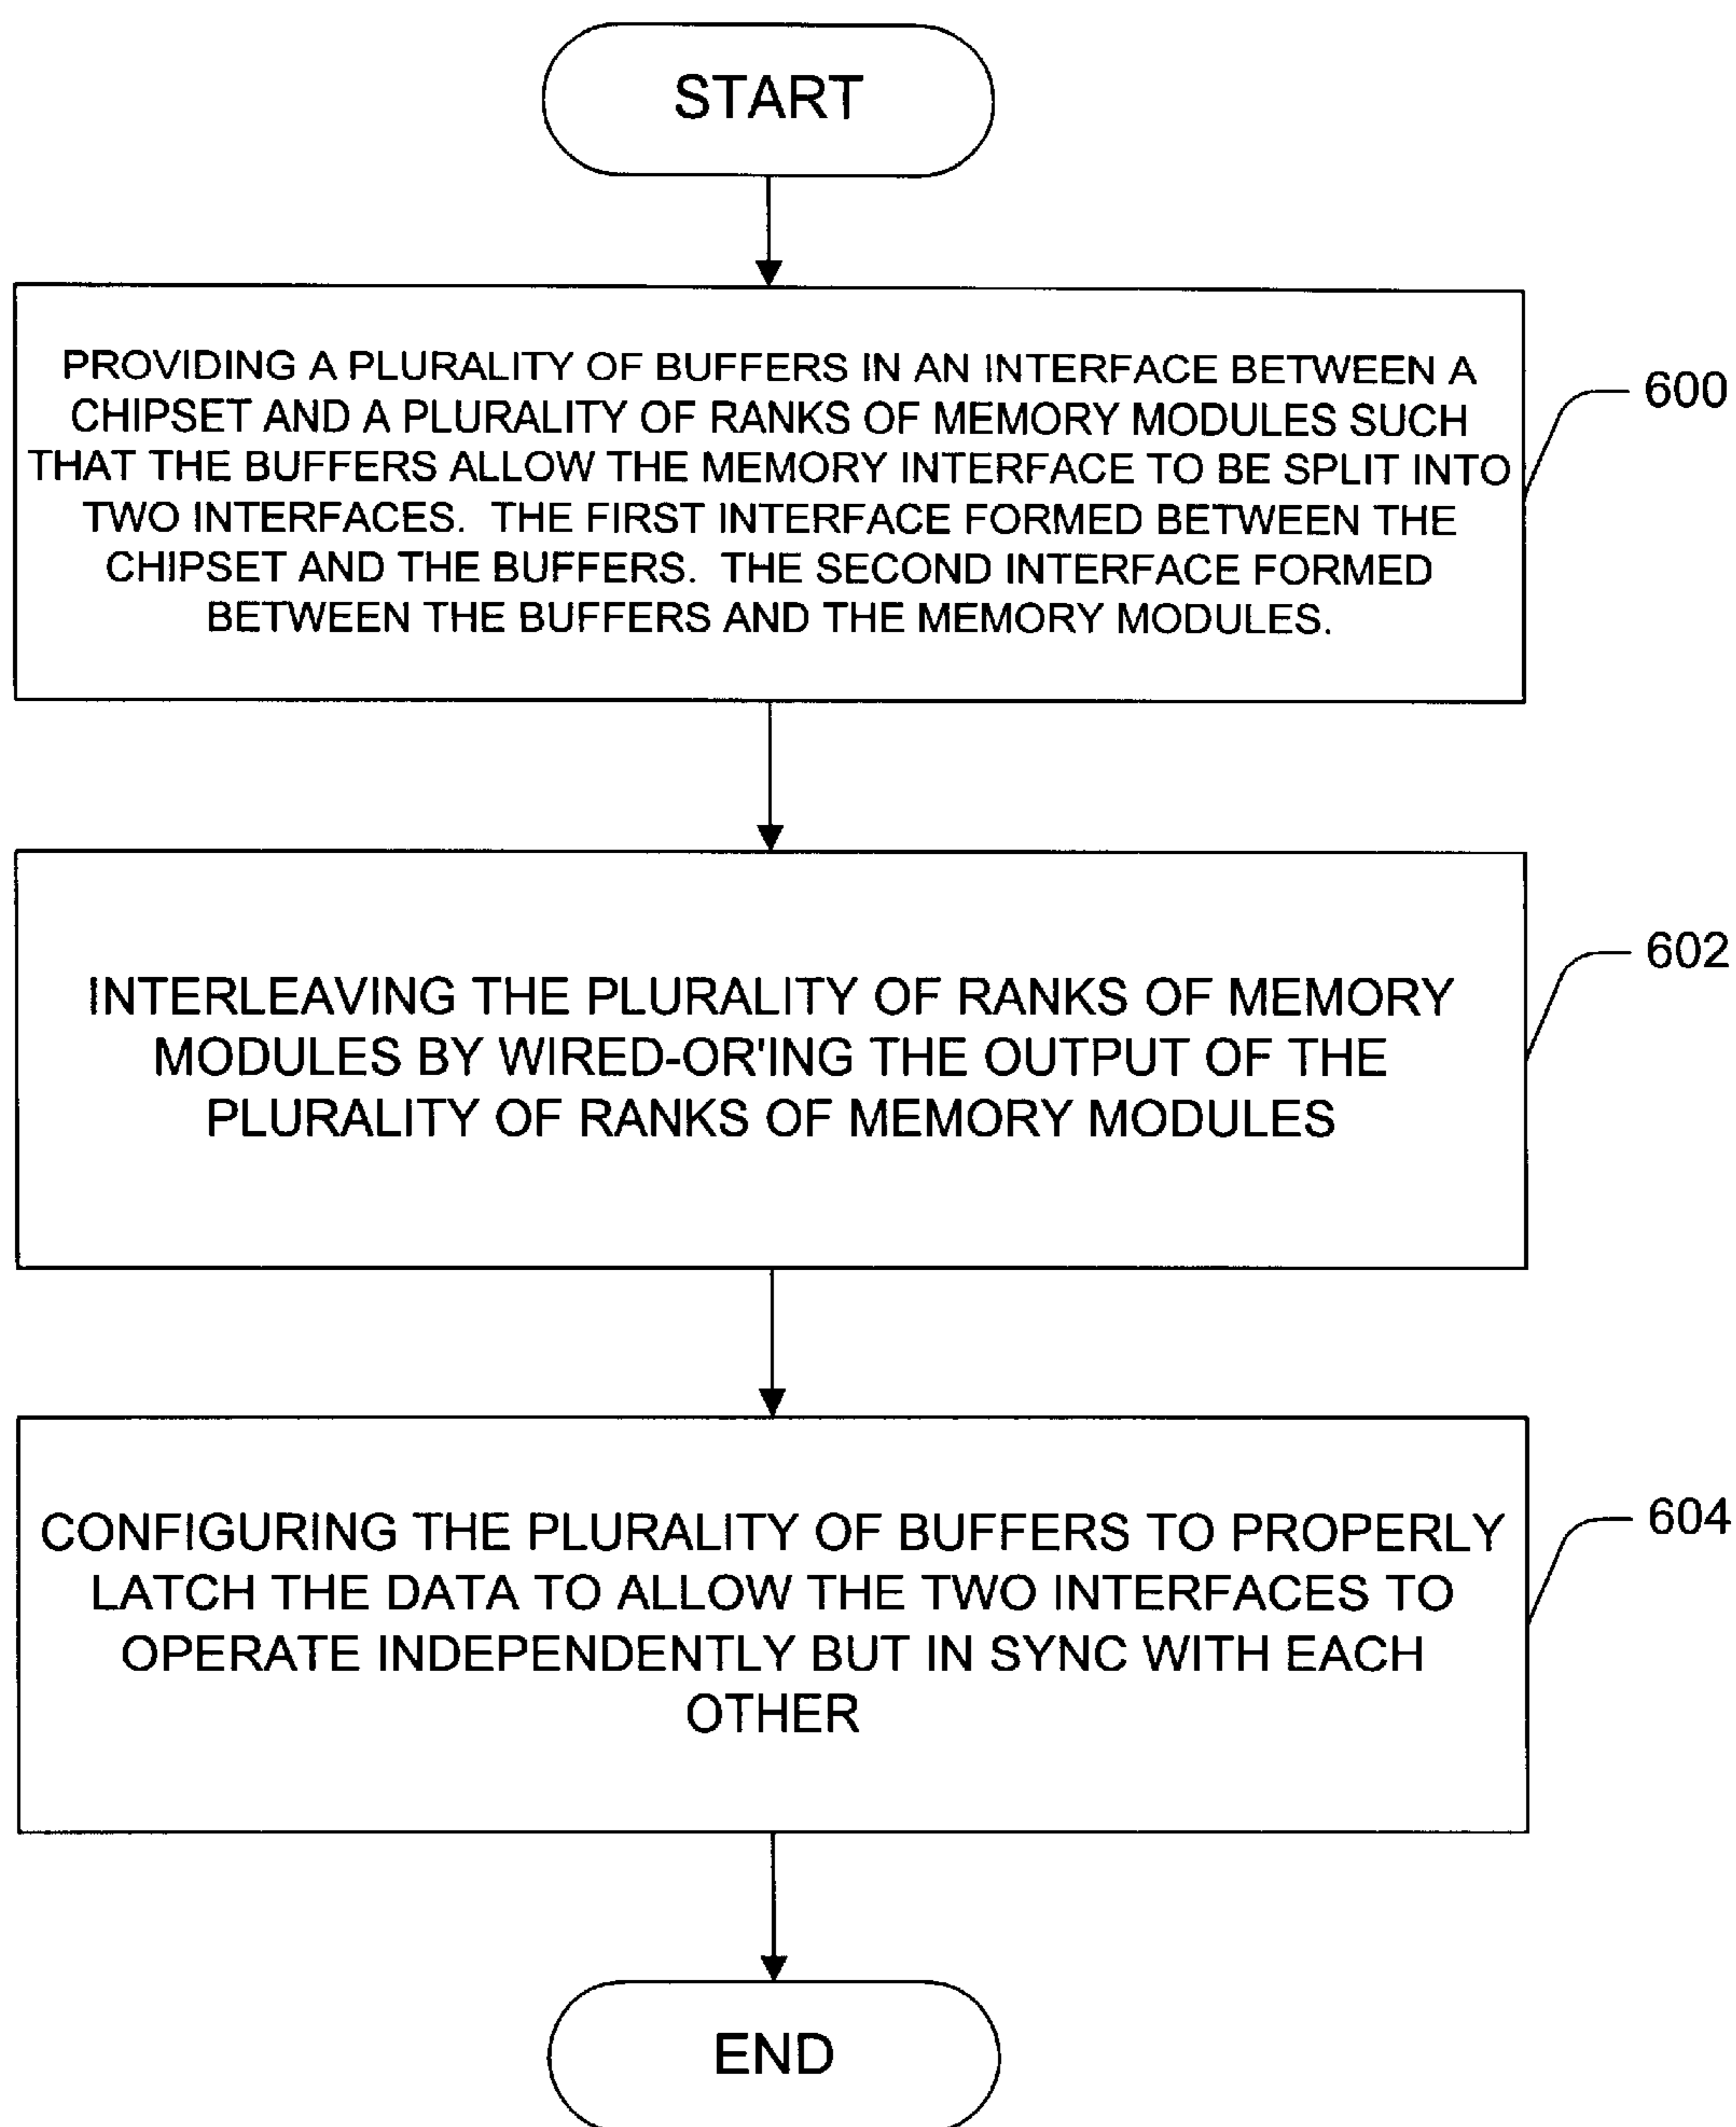 START
PROVIDING A PLURALITY OF BUFFERS IN AN INTERFACE BETWEEN A
CHIPSET AND A PLURALITY OF RANKS OF MEMORY MODULES SUCH
THAT THE BUFFERS ALLOW THE MEMORY INTERFACE TO BE SPLIT INTO
TWO INTERFACES. THE FIRST INTERFACE FORMED BETWEEN THE
CHIPSET AND THE BUFFERS. THE SECOND INTERFACE FORMED
BETWEEN THE BUFFERS AND THE MEMORY MODULES.
600
INTERLEAVING THE PLURALITY OF RANKS OF MEMORY
MODULES BY WIRED-OR'ING THE OUTPUT OF THE
PLURALITY OF RANKS OF MEMORY MODULES
602
CONFIGURING THE PLURALITY OF BUFFERS TO PROPERLY
LATCH THE DATA TO ALLOW THE TWO INTERFACES TO
OPERATE INDEPENDENTLY BUT IN SYNC WITH EACH
OTHER
604
END